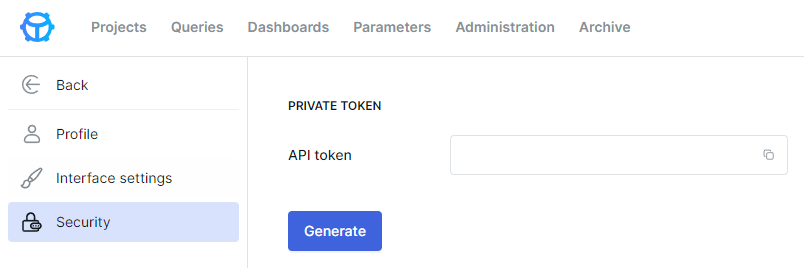 Projects Queries Dashboards Parameters Administration Archive
Back
Profile
Interface settings
Security
PRIVATE TOKEN
API token
Generate